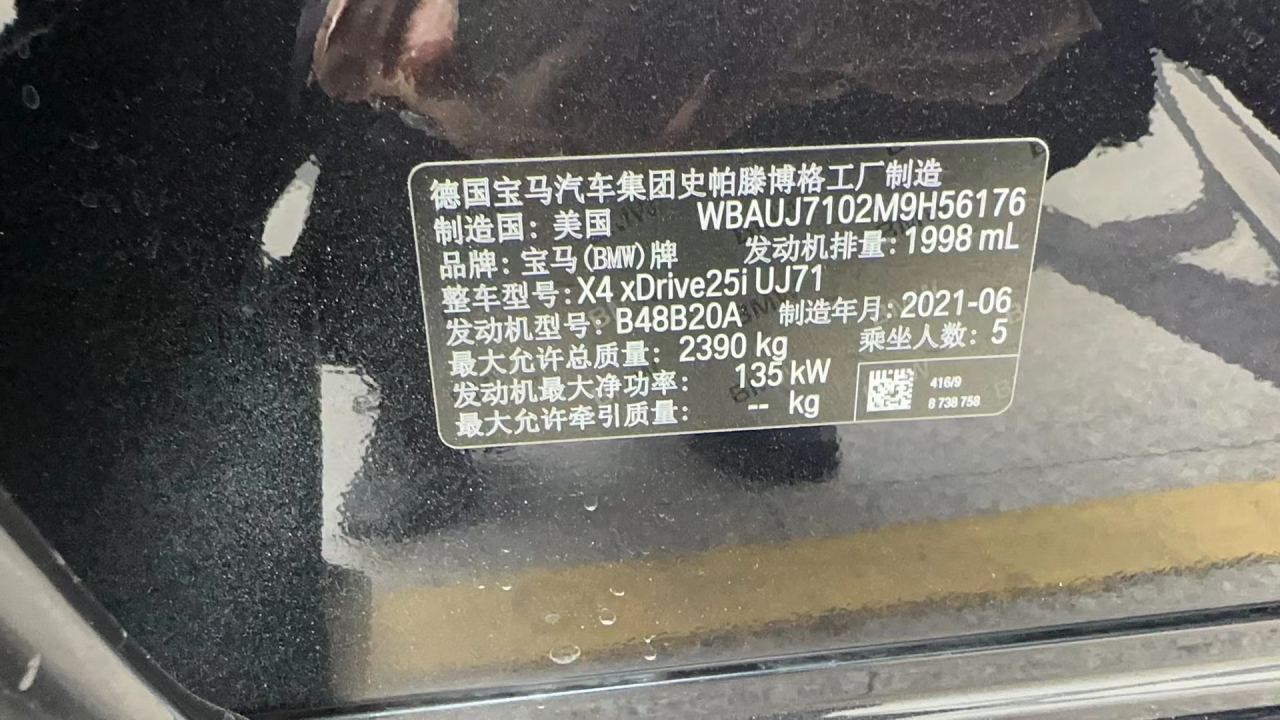 德国宝马汽车集团史帕滕博格工厂制造
制造国：美国 WBAUJ7102M9H56176
品牌：宝马(BMW)牌 发动机排量：1998 mL
整车型号：X4 xDrive25i UJ71
发动机型号：B48B20A 制造年月：2021-06
最大允许总质量：2390 kg 乘坐人数：5
发动机最大净功率：135 kW
最大允许牵引质量：-- kg
416/9
8 738 758